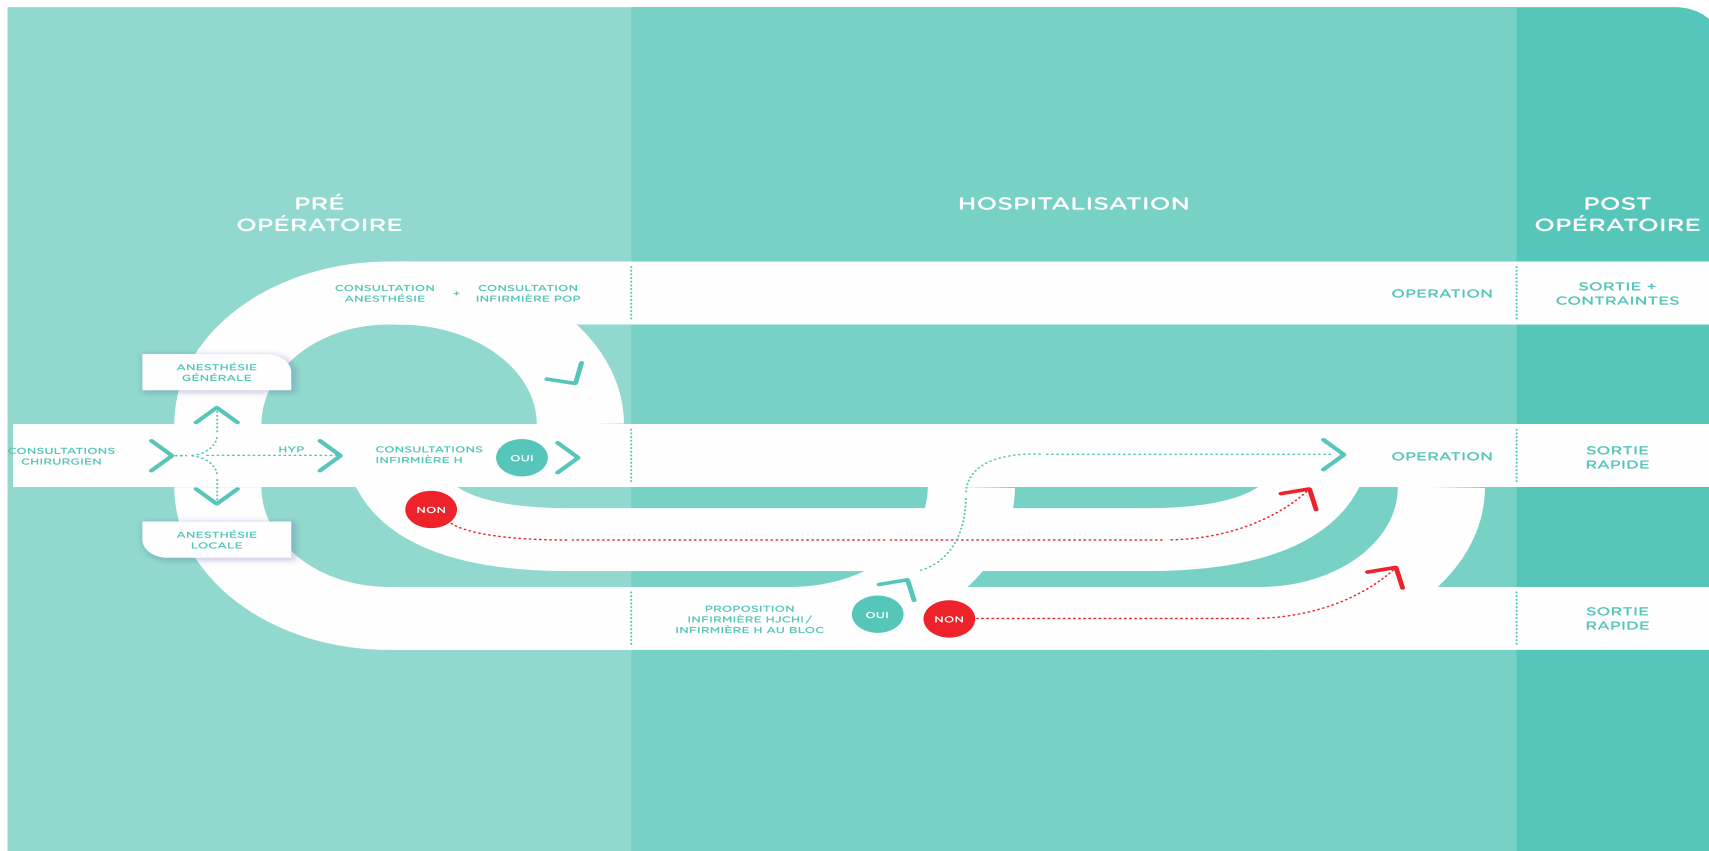 PRÉ
OPÉRATOIRE
HOSPITALISATION
POST
OPÉRATOIRE
CONSULTATION
ANESTHÉSIE
+
CONSULTATION
INFIRMIÈRE POP
OPERATION
SORTIE +
CONTRAINTES
ANESTHÉSIE
GÉNÉRALE
CONSULTATIONS
CHIRURGIEN
HYP
CONSULTATIONS
INFIRMIÈRE H
OUI
OPERATION
SORTIE
RAPIDE
NON
ANESTHÉSIE
LOCALE
PROPOSITION
INFIRMIÈRE HJCHI/
INFIRMIÈRE H AU BLOC
OUI
NON
SORTIE
RAPIDE